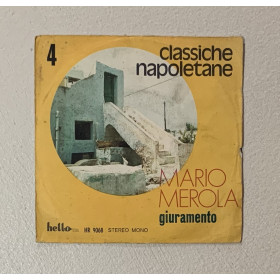 4
classiche
napoletane
MARIO
MEROLA
giuramento
hello HR 9068 STEREO MONO